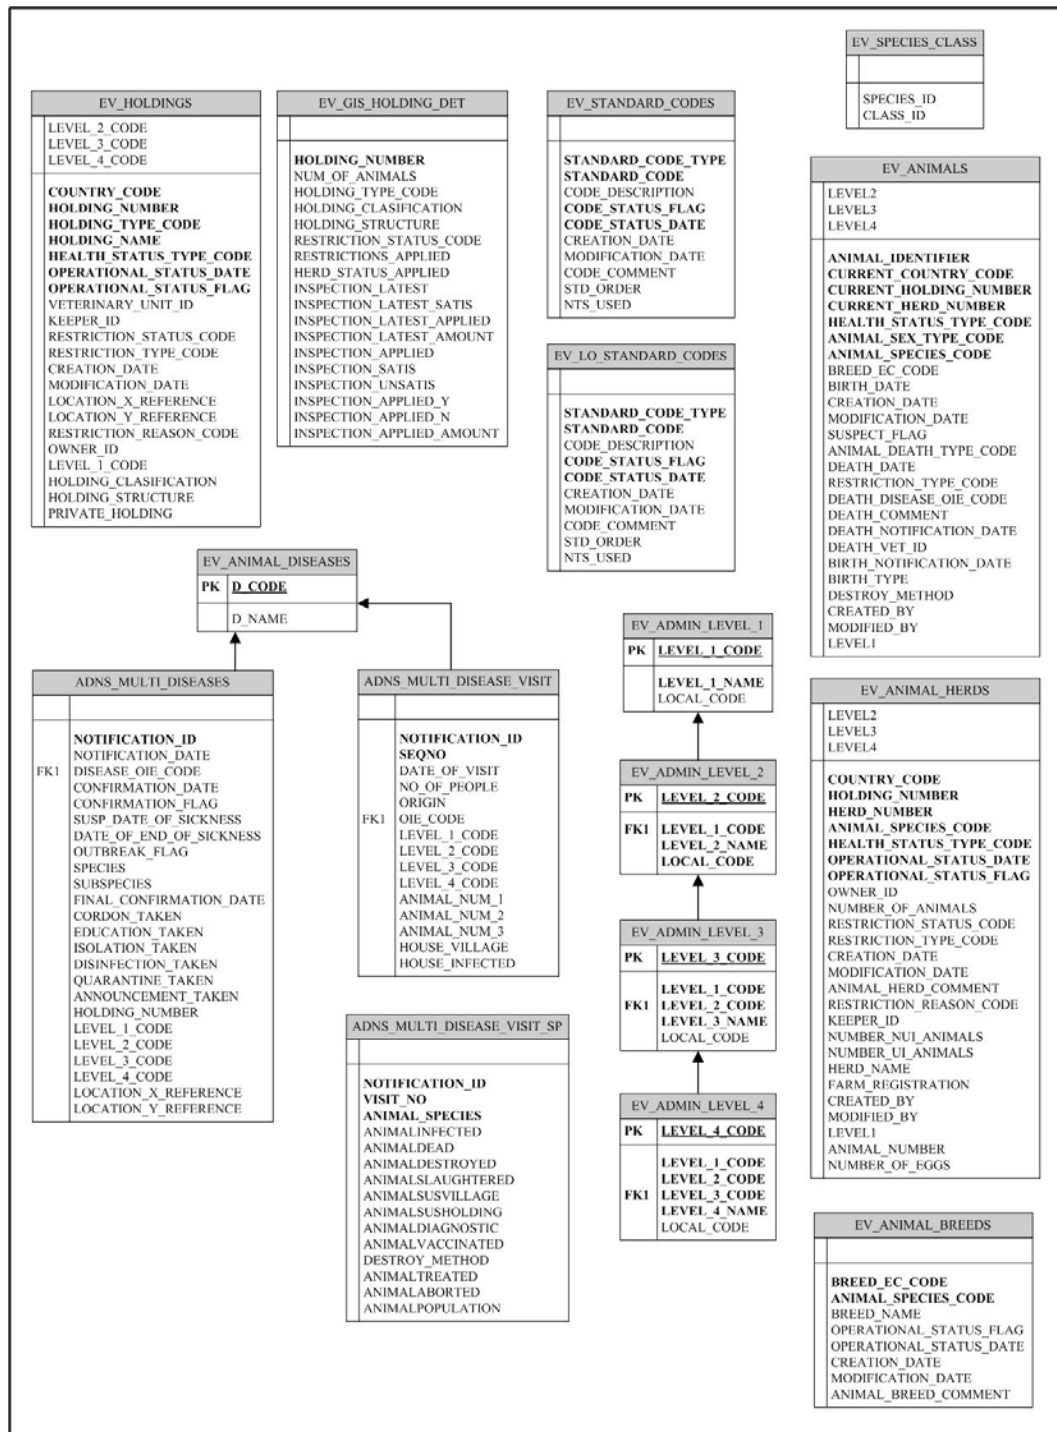 EV_SPECIES_CLASS
SPECIES_ID
CLASS_ID
EV_HOLDINGS
LEVEL_2_CODE
LEVEL_3_CODE
LEVEL_4_CODE
COUNTRY_CODE
HOLDING_NUMBER
HOLDING_TYPE_CODE
HOLDING_NAME
HEALTH_STATUS_TYPE_CODE
OPERATIONAL_STATUS_DATE
OPERATIONAL_STATUS_FLAG
VETERINARY_UNIT_ID
KEEPER_ID
RESTRICTION_STATUS_CODE
RESTRICTION_TYPE_CODE
CREATION_DATE
MODIFICATION_DATE
LOCATION_X_REFERENCE
LOCATION_Y_REFERENCE
RESTRICTION_REASON_CODE
OWNER_ID
LEVEL_1_CODE
HOLDING_CLASIFICATION
HOLDING_STRUCTURE
PRIVATE_HOLDING
EV_GIS_HOLDING_DET
HOLDING_NUMBER
NUM_OF_ANIMALS
HOLDING_TYPE_CODE
HOLDING_CLASIFICATION
HOLDING_STRUCTURE
RESTRICTION_STATUS_CODE
RESTRICTIONS_APPLIED
HERD_STATUS_APPLIED
INSPECTION_LATEST
INSPECTION_LATEST_SATIS
INSPECTION_LATEST_APPLIED
INSPECTION_LATEST_AMOUNT
INSPECTION_APPLIED
INSPECTION_SATIS
INSPECTION_UNSATIS
INSPECTION_APPLIED_Y
INSPECTION_APPLIED_N
INSPECTION_APPLIED_AMOUNT
EV_STANDARD_CODES
STANDARD_CODE_TYPE
STANDARD_CODE
CODE_DESCRIPTION
CODE_STATUS_FLAG
CODE_STATUS_DATE
CREATION_DATE
MODIFICATION_DATE
CODE_COMMENT
STD_ORDER
NTS_USED
EV_LO_STANDARD_CODES
STANDARD_CODE_TYPE
STANDARD_CODE
CODE_DESCRIPTION
CODE_STATUS_FLAG
CODE_STATUS_DATE
CREATION_DATE
MODIFICATION_DATE
CODE_COMMENT
STD_ORDER
NTS_USED
EV_ANIMALS
LEVEL2
LEVEL3
LEVEL4
ANIMAL_IDENTIFIER
CURRENT_COUNTRY_CODE
CURRENT_HOLDING_NUMBER
CURRENT_HERD_NUMBER
HEALTH_STATUS_TYPE_CODE
ANIMAL_SEX_TYPE_CODE
ANIMAL_SPECIES_CODE
BREED_EC_CODE
BIRTH_DATE
CREATION_DATE
MODIFICATION_DATE
SUSPECT_FLAG
ANIMAL_DEATH_TYPE_CODE
DEATH_DATE
RESTRICTION_TYPE_CODE
DEATH_DISEASE_OIE_CODE
DEATH_COMMENT
DEATH_NOTIFICATION_DATE
DEATH_VET_ID
BIRTH_NOTIFICATION_DATE
BIRTH_TYPE
DESTROY_METHOD
CREATED_BY
MODIFIED_BY
LEVEL1
EV_ANIMAL_DISEASES
PK D_CODE
D_NAME
ADNS_MULTI_DISEASES
NOTIFICATION_ID
NOTIFICATION_DATE
FK1 DISEASE_OIE_CODE
CONFIRMATION_DATE
CONFIRMATION_FLAG
SUSP_DATE_OF_SICKNESS
DATE_OF_END_OF_SICKNESS
OUTBREAK_FLAG
SPECIES
SUBSPECIES
FINAL_CONFIRMATION_DATE
CORDON_TAKEN
EDUCATION_TAKEN
ISOLATION_TAKEN
DISINFECTION_TAKEN
QUARANTINE_TAKEN
ANNOUNCEMENT_TAKEN
HOLDING_NUMBER
LEVEL_1_CODE
LEVEL_2_CODE
LEVEL_3_CODE
LEVEL_4_CODE
LOCATION_X_REFERENCE
LOCATION_Y_REFERENCE
ADNS_MULTI_DISEASE_VISIT
NOTIFICATION_ID
SEQNO
DATE_OF_VISIT
NO_OF_PEOPLE
ORIGIN
FK1 OIE_CODE
LEVEL_1_CODE
LEVEL_2_CODE
LEVEL_3_CODE
LEVEL_4_CODE
ANIMAL_NUM_1
ANIMAL_NUM_2
ANIMAL_NUM_3
HOUSE_VILLAGE
HOUSE_INFECTED
ADNS_MULTI_DISEASE_VISIT_SP
NOTIFICATION_ID
VISIT_NO
ANIMAL_SPECIES
ANIMALINFECTED
ANIMALDEAD
ANIMALDESTROYED
ANIMALSLAUGHTERED
ANIMALSUSVILLAGE
ANIMALSUSHOLDING
ANIMALDIAGNOSTIC
ANIMALVACCINATED
DESTROY_METHOD
ANIMALTREATED
ANIMALABORTED
ANIMALPOPULATION
EV_ADMIN_LEVEL_1
PK LEVEL_1_CODE
LEVEL_1_NAME
LOCAL_CODE
EV_ADMIN_LEVEL_2
PK LEVEL_2_CODE
FK1 LEVEL_1_CODE
LEVEL_2_NAME
LOCAL_CODE
EV_ADMIN_LEVEL_3
PK LEVEL_3_CODE
LEVEL_1_CODE
FK1 LEVEL_2_CODE
LEVEL_3_NAME
LOCAL_CODE
EV_ADMIN_LEVEL_4
PK LEVEL_4_CODE
LEVEL_1_CODE
LEVEL_2_CODE
FK1 LEVEL_3_CODE
LEVEL_4_NAME
LOCAL_CODE
EV_ANIMAL_HERDS
LEVEL2
LEVEL3
LEVEL4
COUNTRY_CODE
HOLDING_NUMBER
HERD_NUMBER
ANIMAL_SPECIES_CODE
HEALTH_STATUS_TYPE_CODE
OPERATIONAL_STATUS_DATE
OPERATIONAL_STATUS_FLAG
OWNER_ID
NUMBER_OF_ANIMALS
RESTRICTION_STATUS_CODE
RESTRICTION_TYPE_CODE
CREATION_DATE
MODIFICATION_DATE
ANIMAL_HERD_COMMENT
RESTRICTION_REASON_CODE
KEEPER_ID
NUMBER_NUI_ANIMALS
NUMBER_UI_ANIMALS
HERD_NAME
FARM_REGISTRATION
CREATED_BY
MODIFIED_BY
LEVEL1
ANIMAL_NUMBER
NUMBER_OF_EGGS
EV_ANIMAL_BREEDS
BREED_EC_CODE
ANIMAL_SPECIES_CODE
BREED_NAME
OPERATIONAL_STATUS_FLAG
OPERATIONAL_STATUS_DATE
CREATION_DATE
MODIFICATION_DATE
ANIMAL_BREED_COMMENT